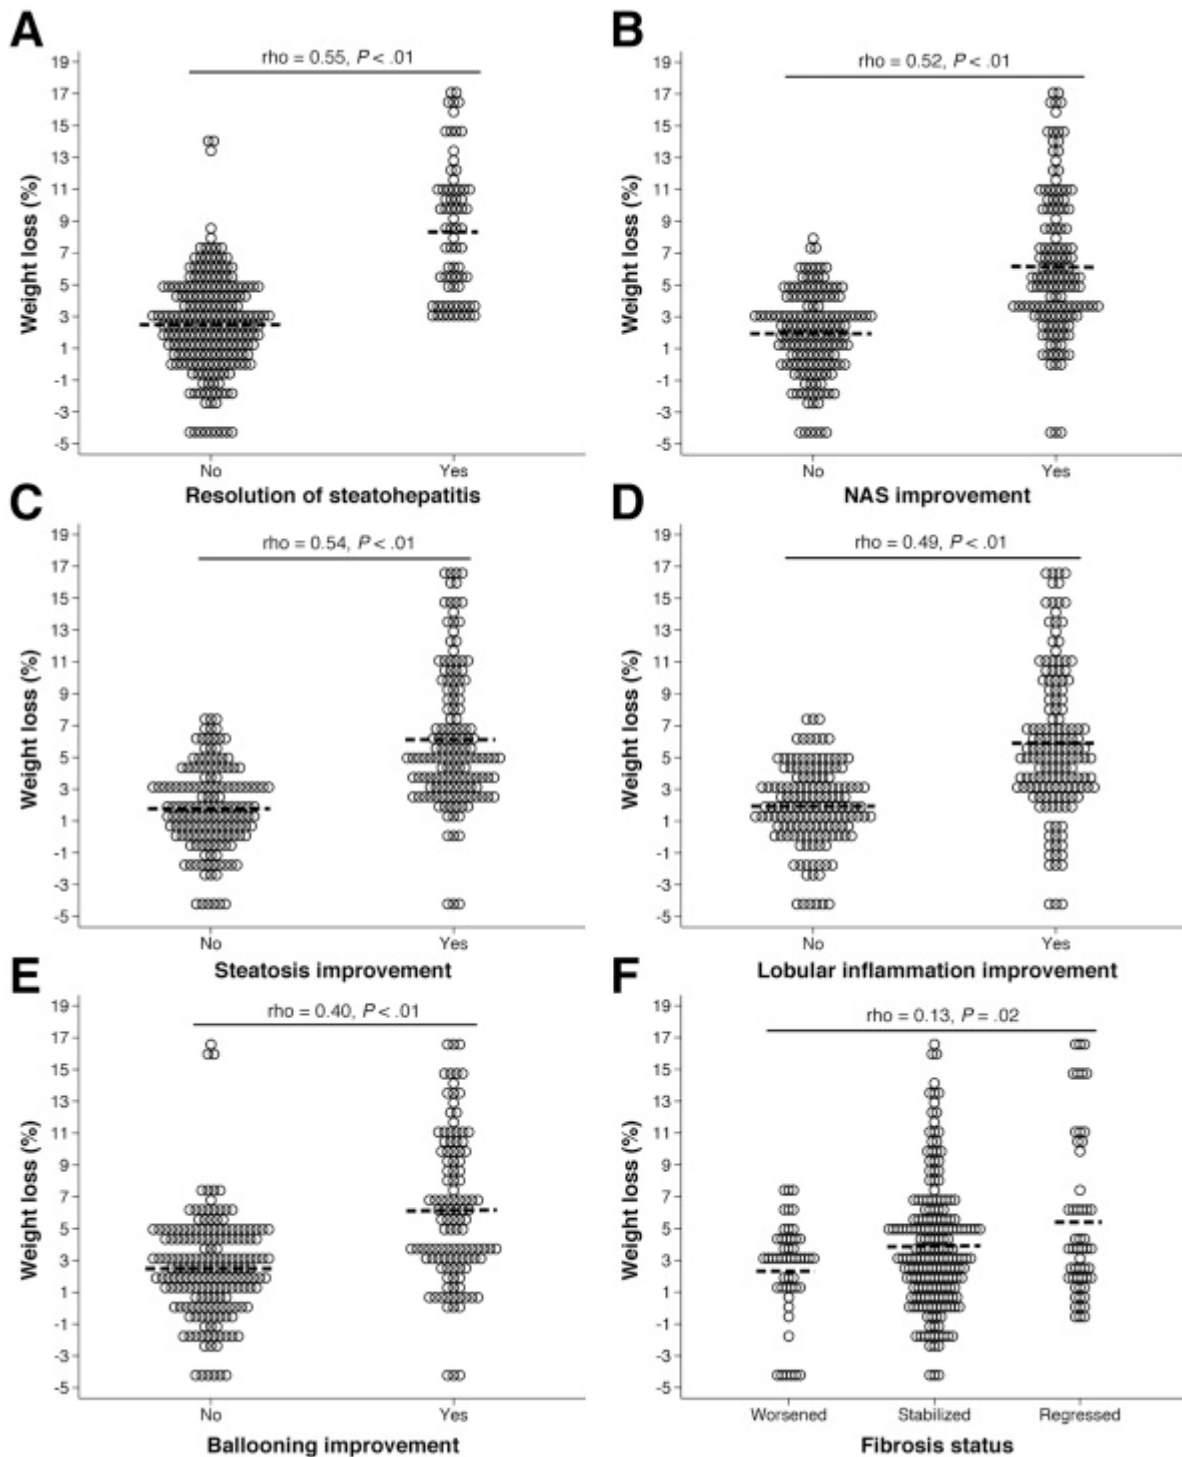 A
rho = 0.55, P < .01
Weight loss (%)
19
17
15
13
11
9
7
5
3
1
-1
-3
-5
No Yes
Resolution of steatohepatitis
B
rho = 0.52, P < .01
Weight loss (%)
19
17
15
13
11
9
7
5
3
1
-1
-3
-5
No Yes
NAS improvement
C
rho = 0.54, P < .01
Weight loss (%)
19
17
15
13
11
9
7
5
3
1
-1
-3
-5
No Yes
Steatosis improvement
D
rho = 0.49, P < .01
Weight loss (%)
19
17
15
13
11
9
7
5
3
1
-1
-3
-5
No Yes
Lobular inflammation improvement
E
rho = 0.40, P < .01
Weight loss (%)
19
17
15
13
11
9
7
5
3
1
-1
-3
-5
No Yes
Ballooning improvement
F
rho = 0.13, P = .02
Weight loss (%)
19
17
15
13
11
9
7
5
3
1
-1
-3
-5
Worsened Stabilized Regressed
Fibrosis status